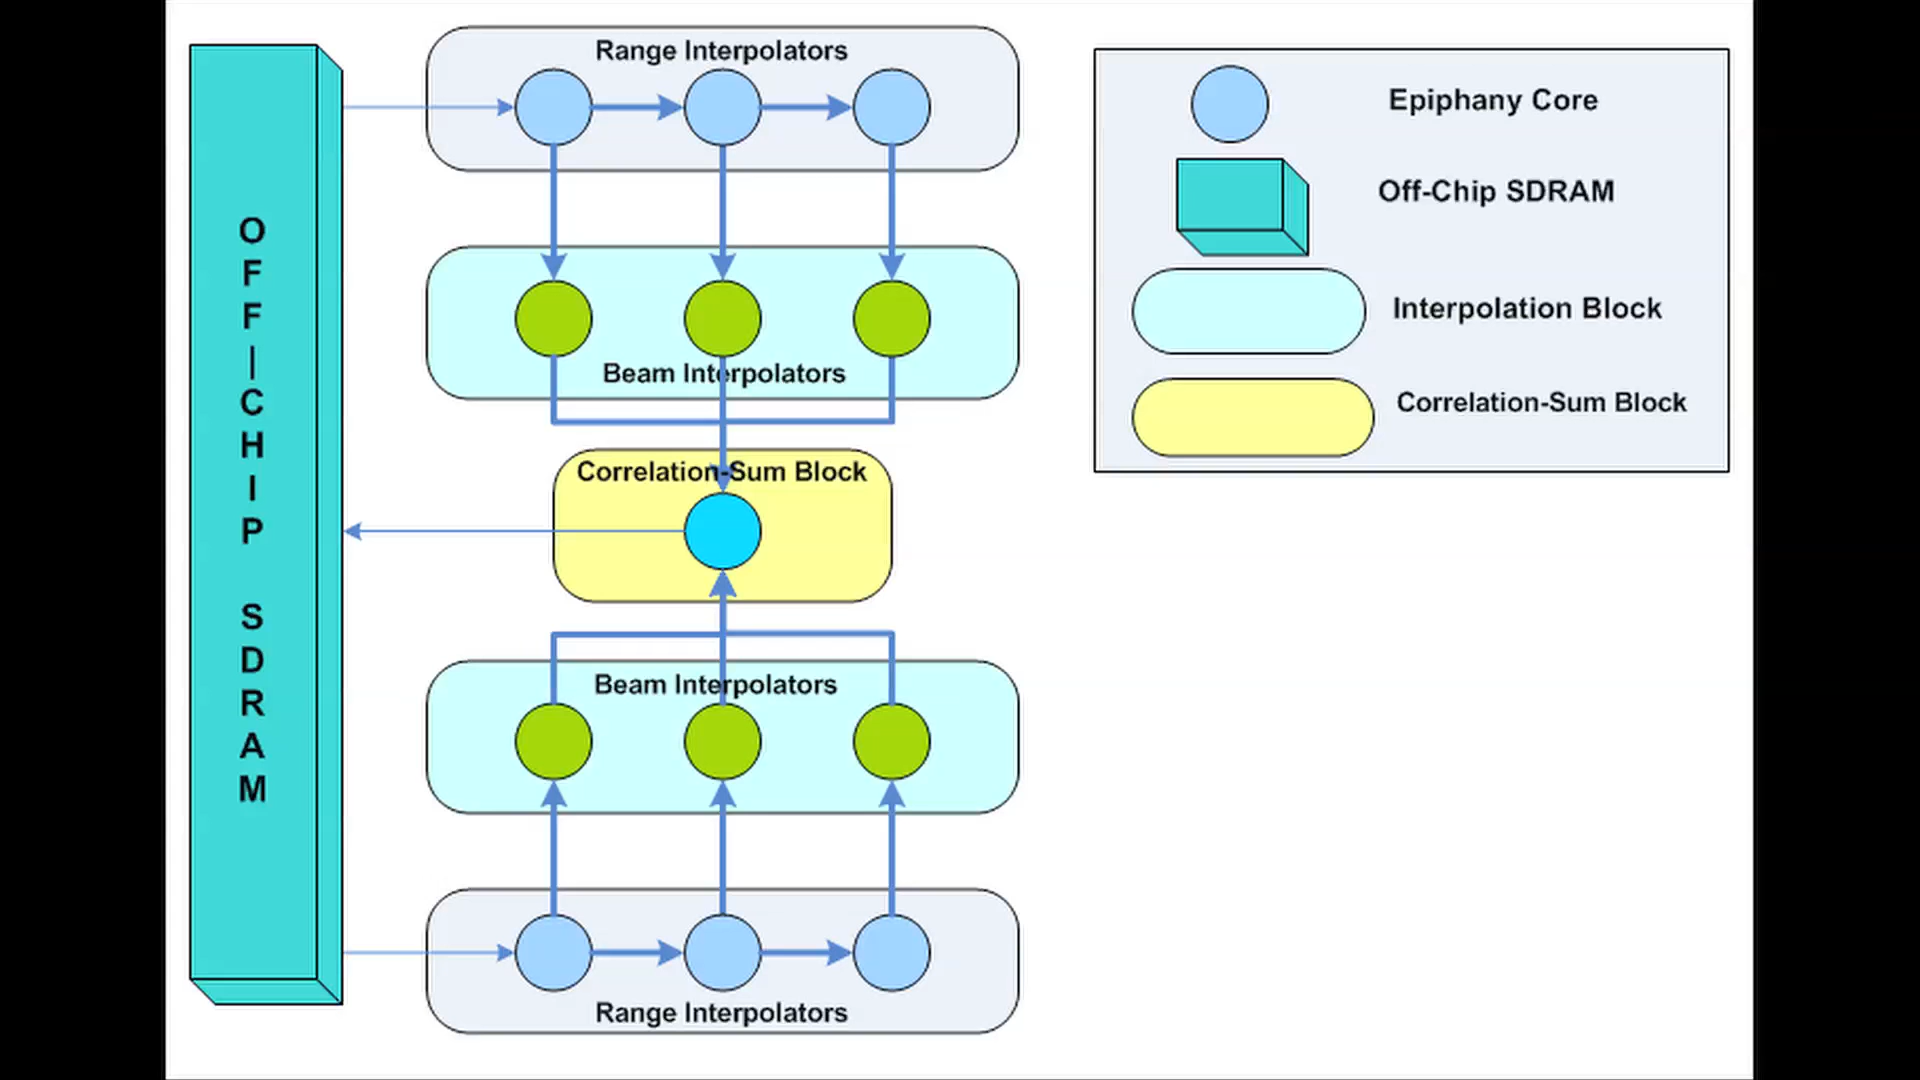 OFF|CHIP SDRAM
Range Interpolators
Beam Interpolators
Correlation-Sum Block
Beam Interpolators
Range Interpolators
Epiphany Core
Off-Chip SDRAM
Interpolation Block
Correlation-Sum Block